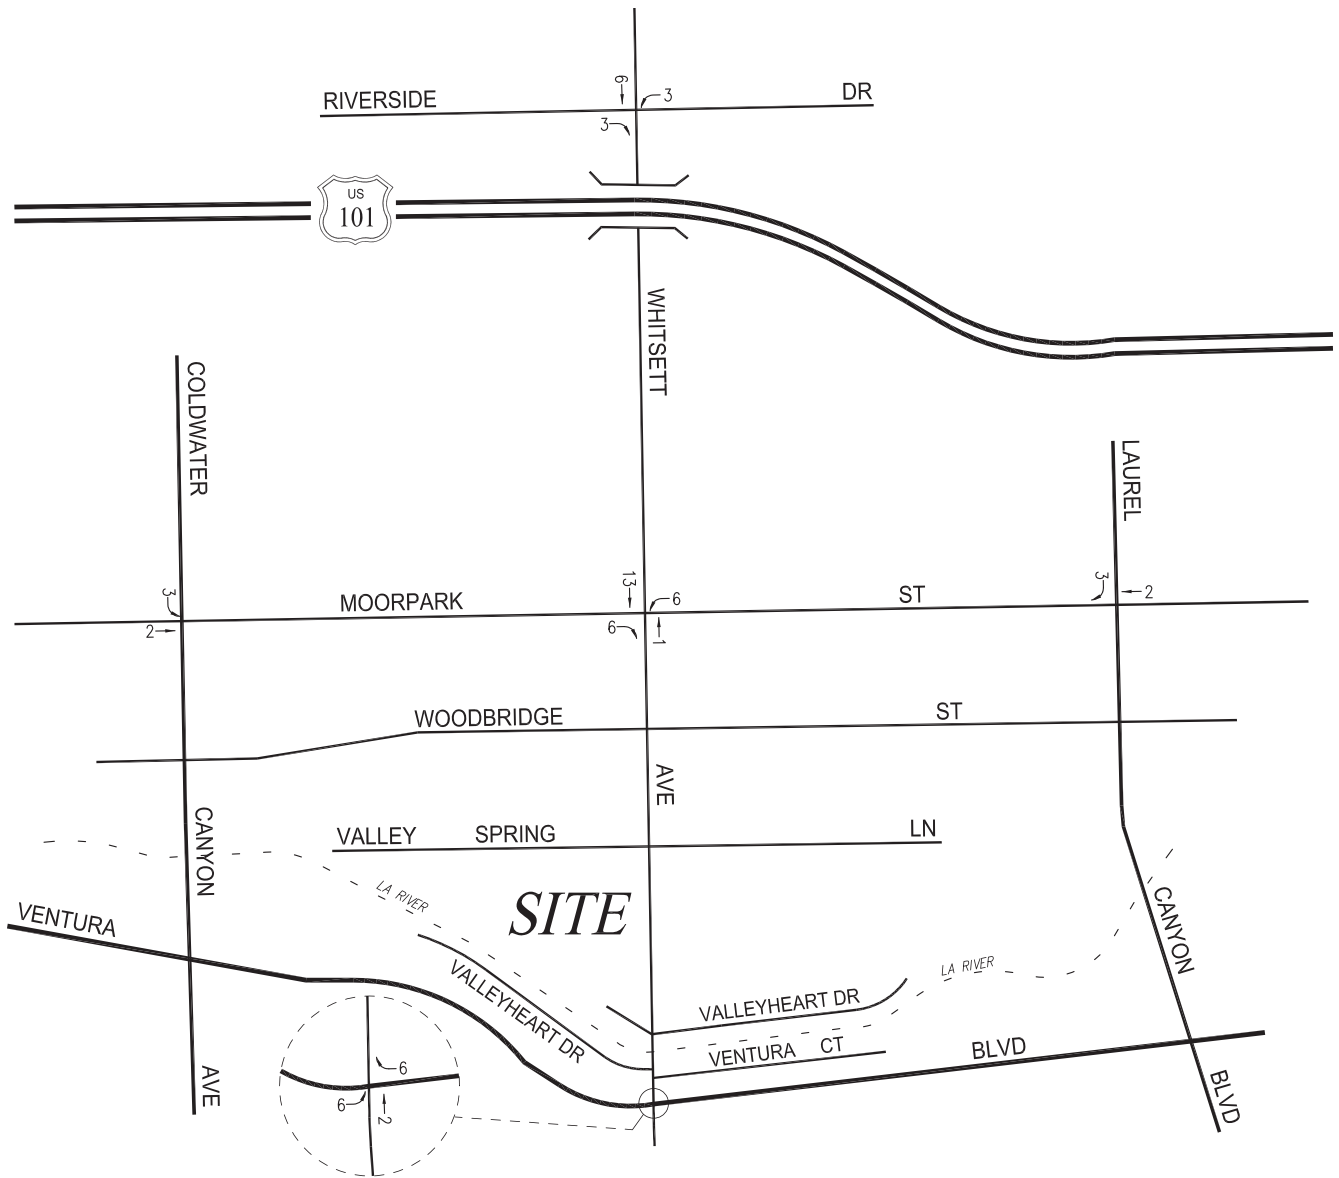 6
3
RIVERSIDE DR
3
US
101
WHITSETT
COLDWATER
LAUREL
3
13
6
3
2
MOORPARK ST
2
6
1
WOODBRIDGE ST
AVE
CANYON
VALLEY SPRING LN
LA RIVER
SITE
CANYON
VENTURA
VALLEYHEART DR
LA RIVER
VALLEYHEART DR
VENTURA CT
BLVD
6
6
2
AVE
BLVD